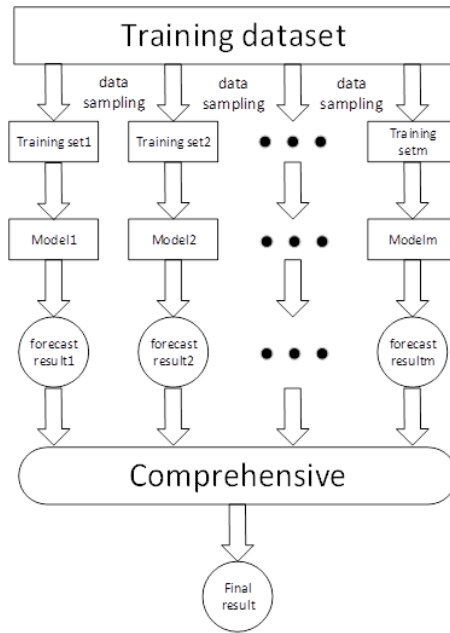 Training dataset
data
sampling
data
sampling
data
sampling
Training set1
Training set2
Training
setm
Model1
Model2
Modelm
forecast
result1
forecast
result2
forecast
resultm
Comprehensive
Final
result